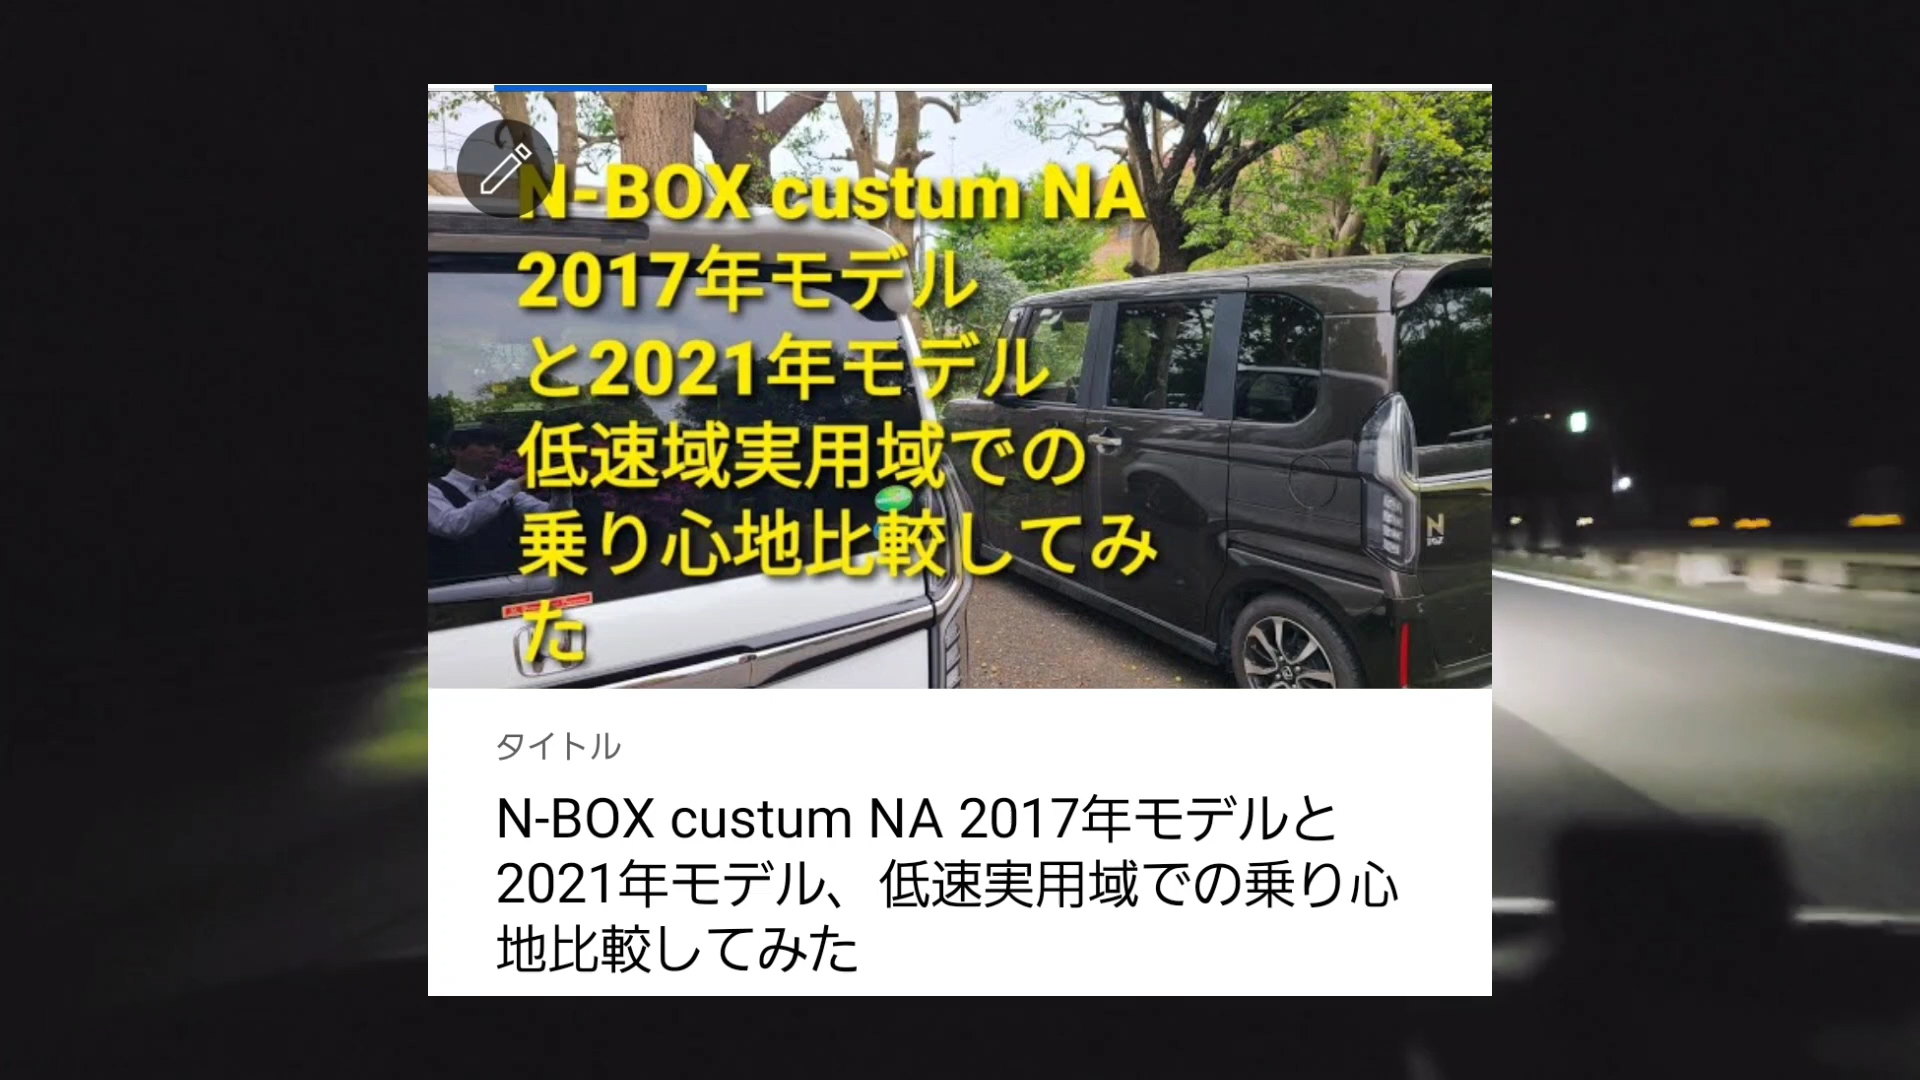 N-BOX custum NA
2017年モデル
と2021年モデル
低速域実用域での
乗り心地比較してみ
た
N
タイトル
N-BOX custum NA 2017年モデルと
2021年モデル、低速実用域での乗り心
地比較してみた